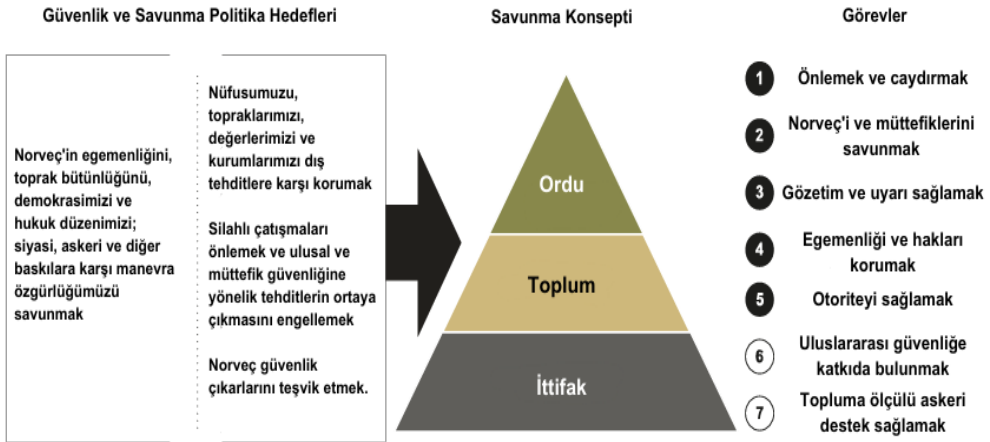 Güvenlik ve Savunma Politika Hedefleri
Norveç'in egemenliğini,
toprak bütünlüğünü,
demokrasimizi ve
hukuk düzenimizi;
siyasi, askeri ve diğer
baskılara karşı manevra
özgürlüğümüzü
savunmak
Nüfusumuzu,
topraklarımızı,
değerlerimizi ve
kurumlarımızı dış
tehditlere karşı korumak
Silahlı çatışmaları
önlemek ve ulusal ve
müttefik güvenliğine
yönelik tehditlerin ortaya
çıkmasını engellemek
Norveç güvenlik
çıkarlarını teşvik etmek.
Savunma Konsepti
Ordu
Toplum
İttifak
Görevler
1 Önlemek ve caydırmak
2 Norveç'i ve müttefiklerini
savunmak
3 Gözetim ve uyarı sağlamak
4 Egemenliği ve hakları
korumak
5 Otoriteyi sağlamak
6 Uluslararası güvenliğe
katkıda bulunmak
7 Topluma ölçülü askeri
destek sağlamak